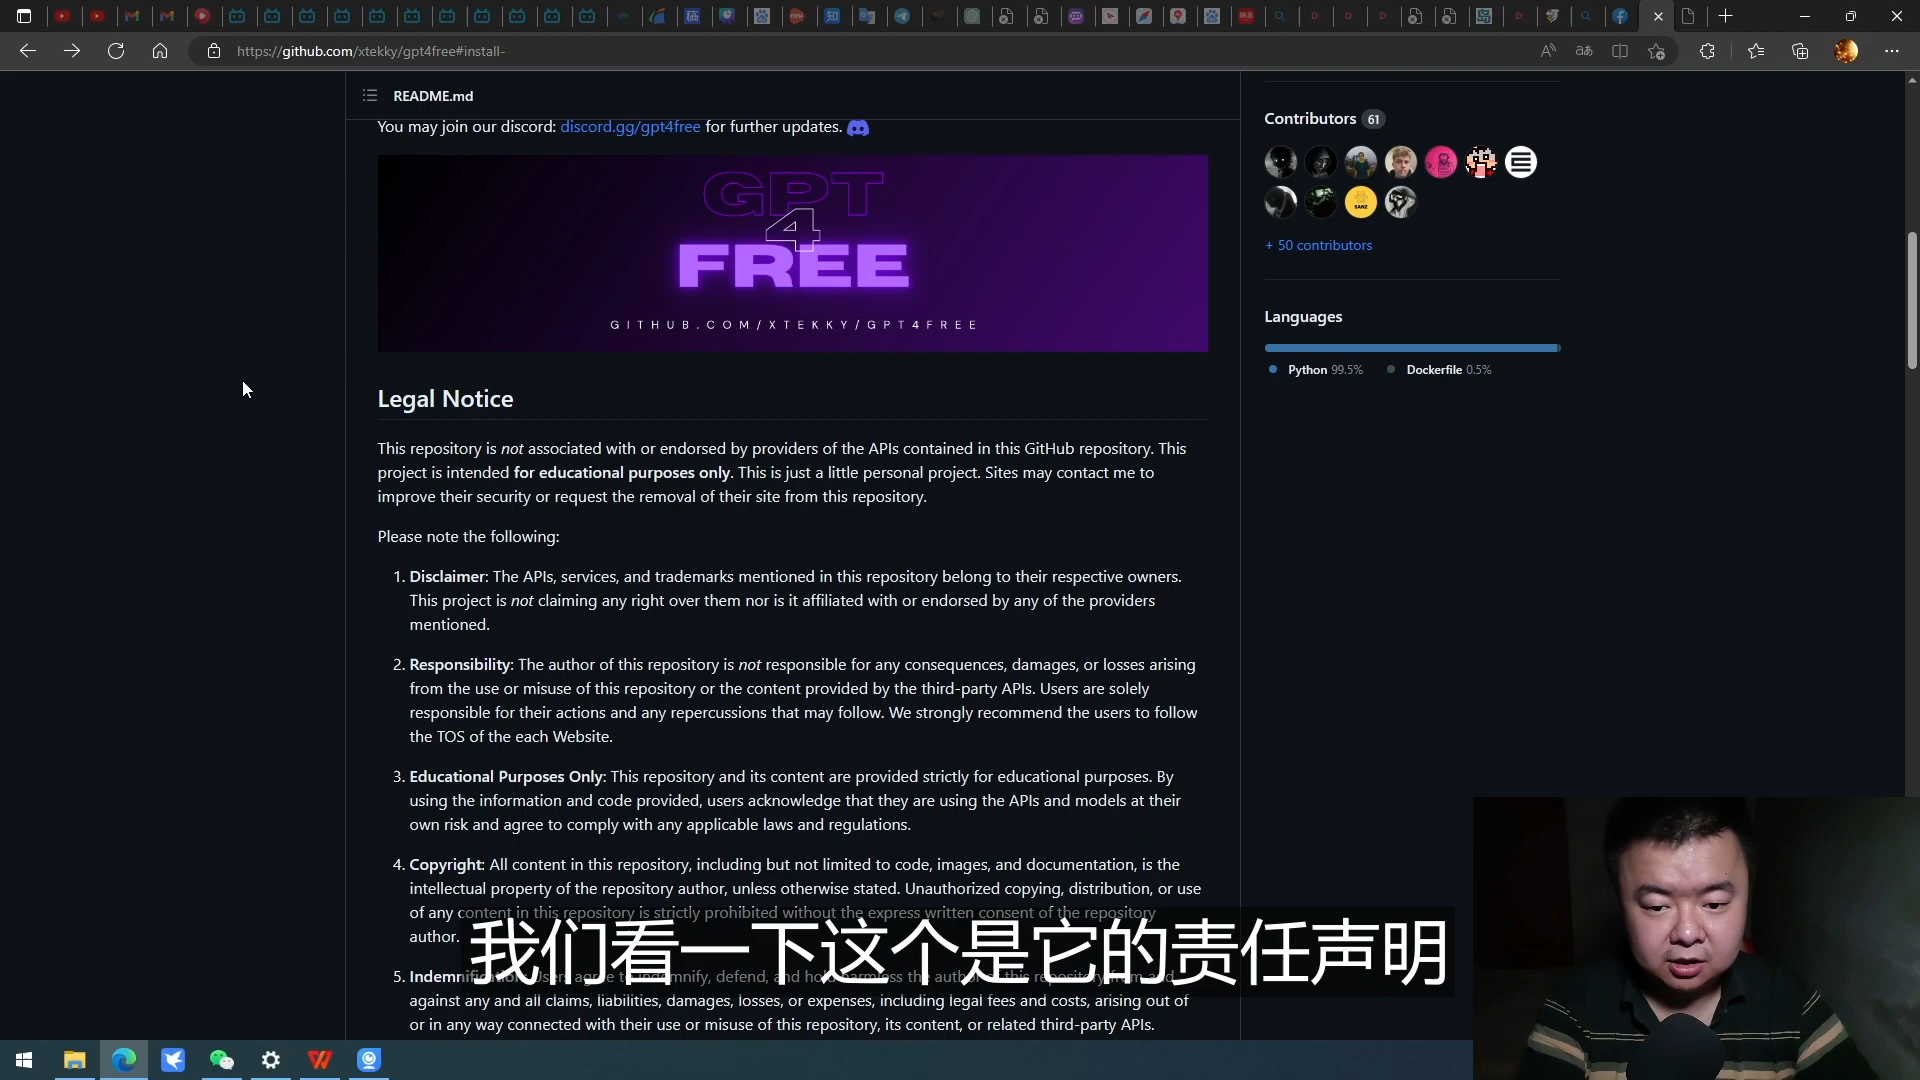 https://github.com/xtekky/gpt4free#install-
README.md
You may join our discord: discord.gg/gpt4free for further updates.
GPT
4
FREE
GITHUB.COM/XTEKKY/GPT4FREE
Legal Notice
This repository is not associated with or endorsed by providers of the APIs contained in this GitHub repository. This
project is intended for educational purposes only. This is just a little personal project. Sites may contact me to
improve their security or request the removal of their site from this repository.
Please note the following:
1. Disclaimer: The APIs, services, and trademarks mentioned in this repository belong to their respective owners.
This project is not claiming any right over them nor is it affiliated with or endorsed by any of the providers
mentioned.
2. Responsibility: The author of this repository is not responsible for any consequences, damages, or losses arising
from the use or misuse of this repository or the content provided by the third-party APIs. Users are solely
responsible for their actions and any repercussions that may follow. We strongly recommend the users to follow
the TOS of the each Website.
3. Educational Purposes Only: This repository and its content are provided strictly for educational purposes. By
using the information and code provided, users acknowledge that they are using the APIs and models at their
own risk and agree to comply with any applicable laws and regulations.
4. Copyright: All content in this repository, including but not limited to code, images, and documentation, is the
intellectual property of the repository author, unless otherwise stated. Unauthorized copying, distribution, or use
of any content in this repository is strictly prohibited without the express written consent of the repository
author.
5. Indemnification: Users agree to indemnify, defend, and hold harmless the author of this repository from and
against any and all claims, liabilities, damages, losses, or expenses, including legal fees and costs, arising out of
or in any way connected with their use or misuse of this repository, its content, or related third-party APIs.
Contributors 61
+ 50 contributors
Languages
Python 99.5%
Dockerfile 0.5%
我们看一下这个是它的责任声明